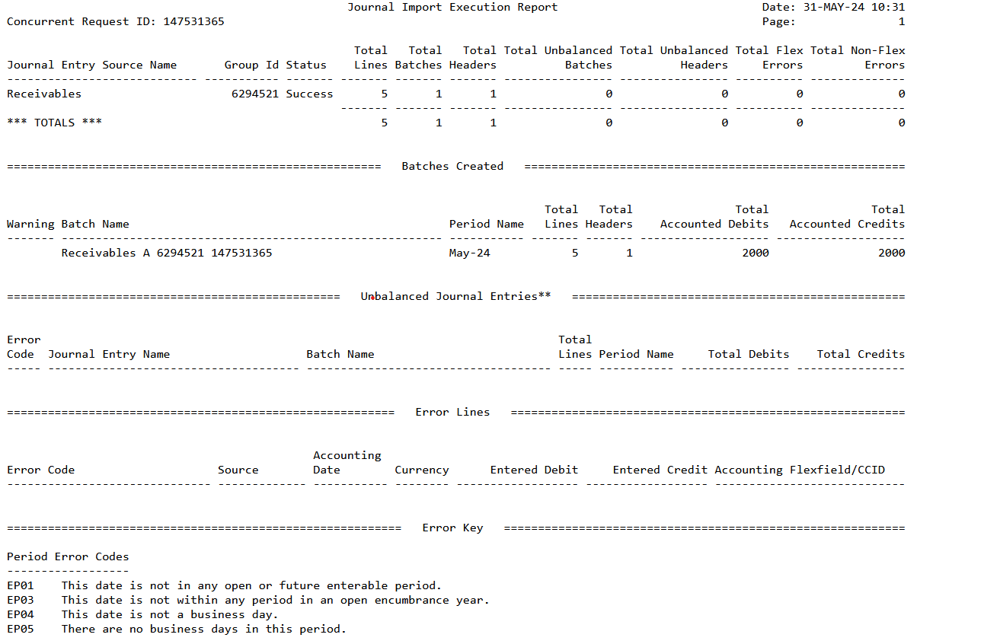 Journal Import Execution Report Date: 31-MAY-24 10:31
Concurrent Request ID: 147531365 Page: 1
Total Total Total Total Unbalanced Total Unbalanced Total Flex Total Non-Flex
Journal Entry Source Name Group Id Status Lines Batches Headers Batches Headers Errors Errors
---------------------------- ----------- ------- ------- ------- ------- ---------------- ---------------- ---------- --------------
Receivables 6294521 Success 5 1 1 0 0 0 0
------- ------- ------- ---------------- ---------------- ---------- --------------
*** TOTALS *** 5 1 1 0 0 0 0
======================================================= Batches Created ========================================================
Total Total Total Total
Warning Batch Name Period Name Lines Headers Accounted Debits Accounted Credits
------- -------------------------------------------------------- ----------- ------- ------- ------------------- -------------------
Receivables A 6294521 147531365 May-24 5 1 2000 2000
================================================= Unbalanced Journal Entries** =================================================
Error Total
Code Journal Entry Name Batch Name Lines Period Name Total Debits Total Credits
----- ------------------------------------- ------------------------------------ ----- ----------- ---------------- ----------------
========================================================= Error Lines ==========================================================
Accounting
Error Code Source Date Currency Entered Debit Entered Credit Accounting Flexfield/CCID
------------------------------ ------------- ----------- -------- ------------------ ------------------ ----------------------------
========================================================== Error Key ===========================================================
Period Error Codes
------------------
EP01 This date is not in any open or future enterable period.
EP03 This date is not within any period in an open encumbrance year.
EP04 This date is not a business day.
EP05 There are no business days in this period.